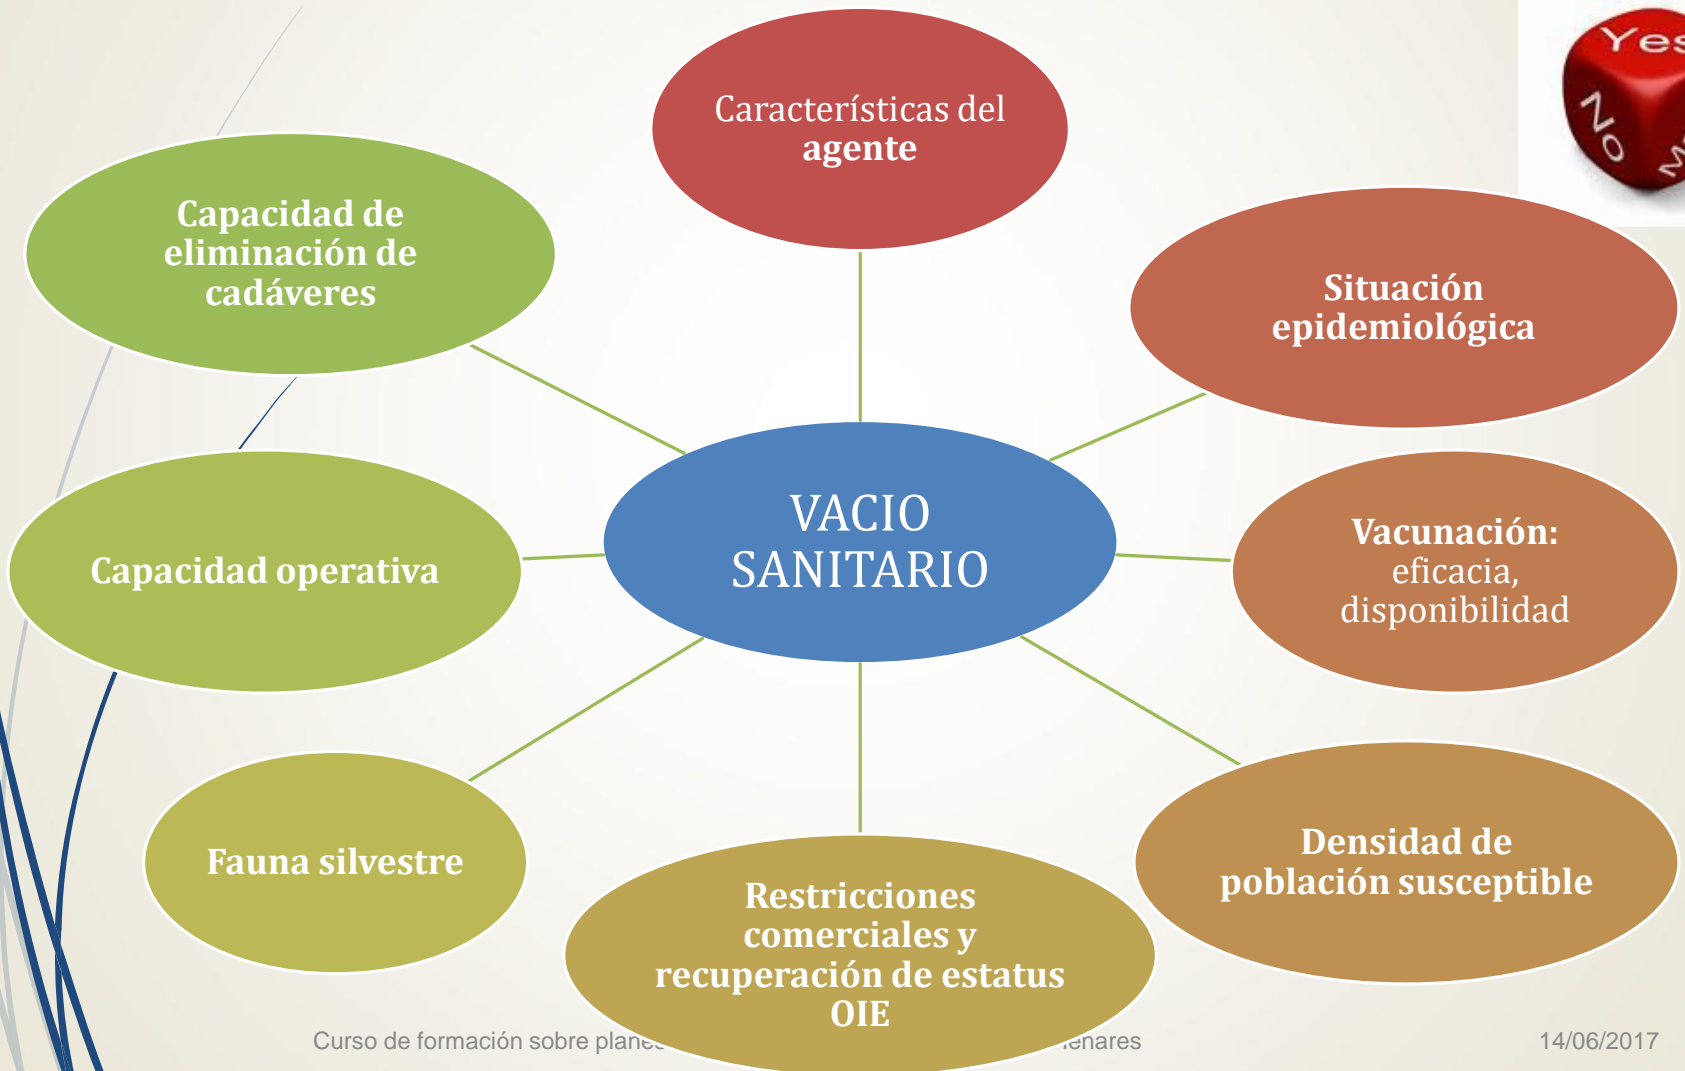 Características del
agente
Yes
No
Capacidad de
eliminación de
cadáveres
Situación
epidemiológica
VACIO
SANITARIO
Vacunación:
eficacia,
disponibilidad
Capacidad operativa
Densidad de
población susceptible
Fauna silvestre
Restricciones
comerciales y
recuperación de estatus
OIE
Curso de formación sobre
14/06/2017